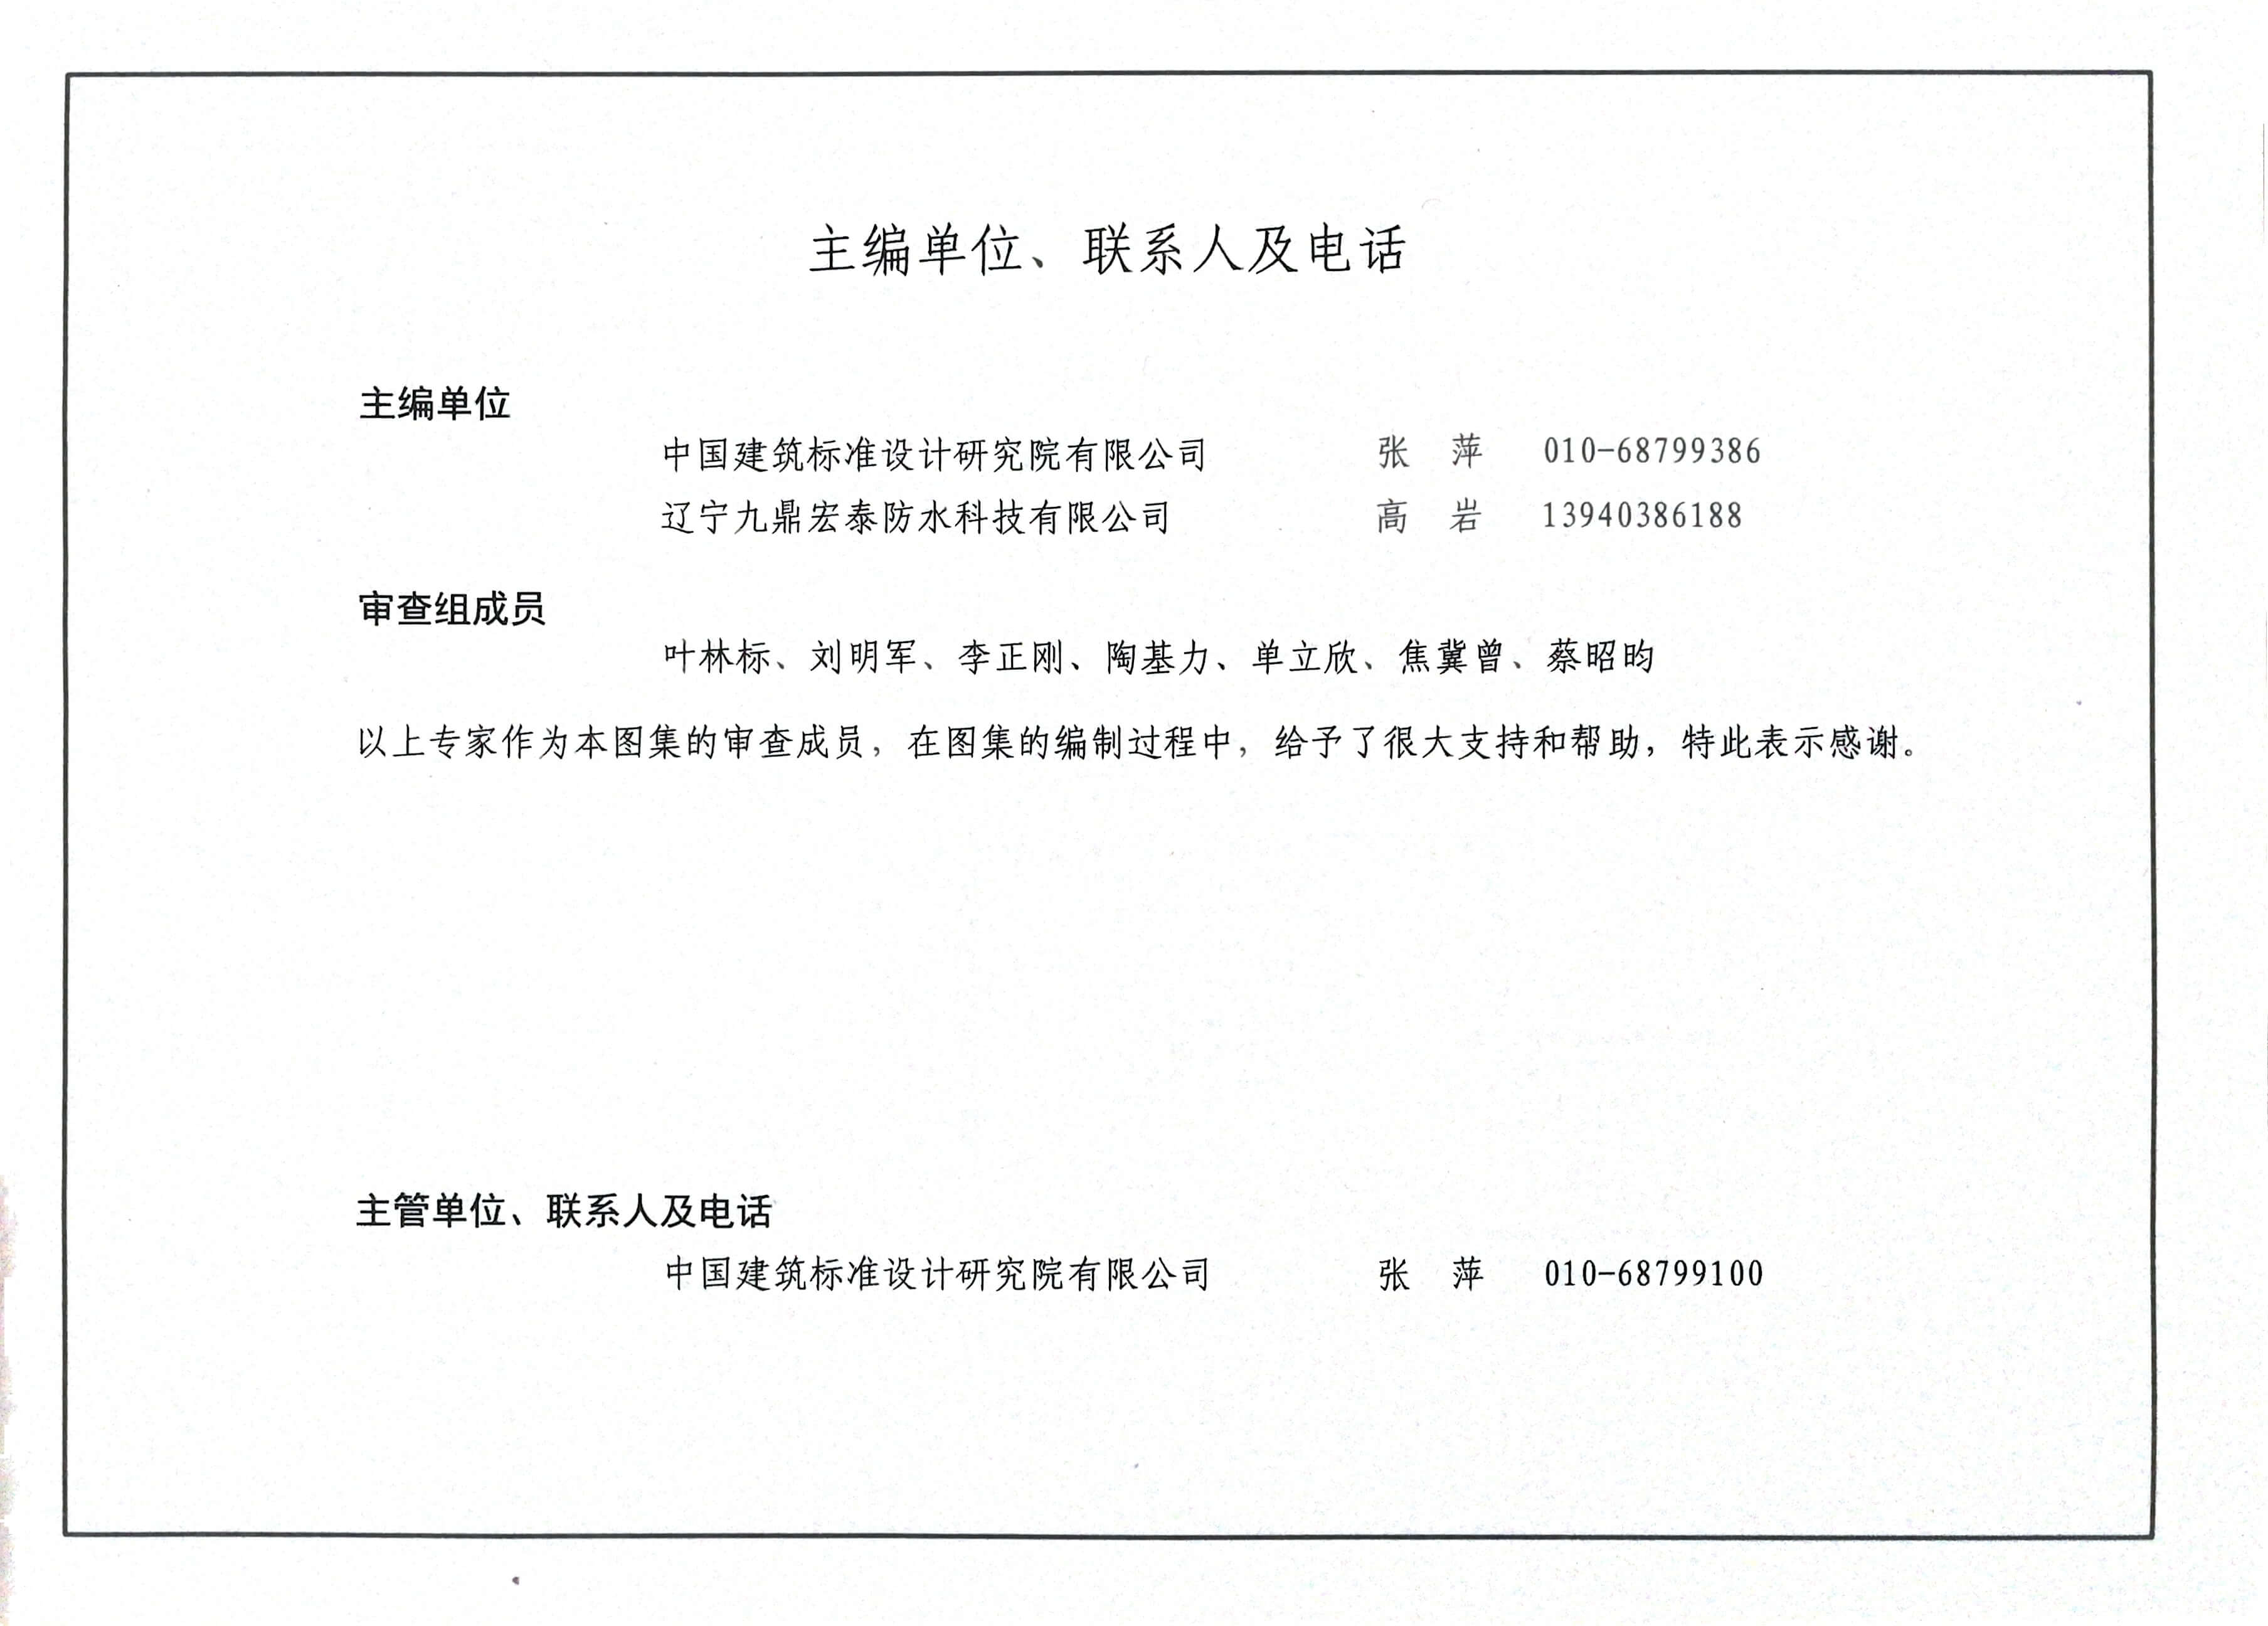 主编单位、联系人及电话
主编单位
中国建筑标准设计研究院有限公司 张 萍 010-68799386
辽宁九鼎宏泰防水科技有限公司 高 岩 13940386188
审查组成员
叶林标、刘明军、李正刚、陶基力、单立欣、焦冀曾、蔡昭昀
以上专家作为本图集的审查成员，在图集的编制过程中，给予了很大支持和帮助，特此表示感谢。
主管单位、联系人及电话
中国建筑标准设计研究院有限公司 张 萍 010-68799100